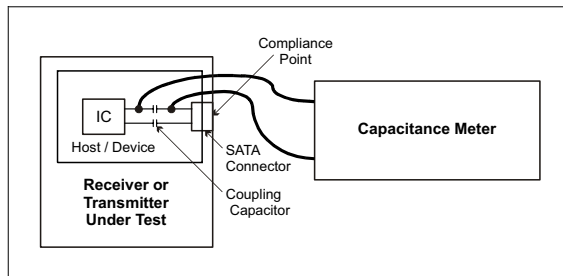 Compliance
Point
IC
Host / Device
SATA
Connector
Coupling
Capacitor
Receiver or
Transmitter
Under Test
Capacitance Meter